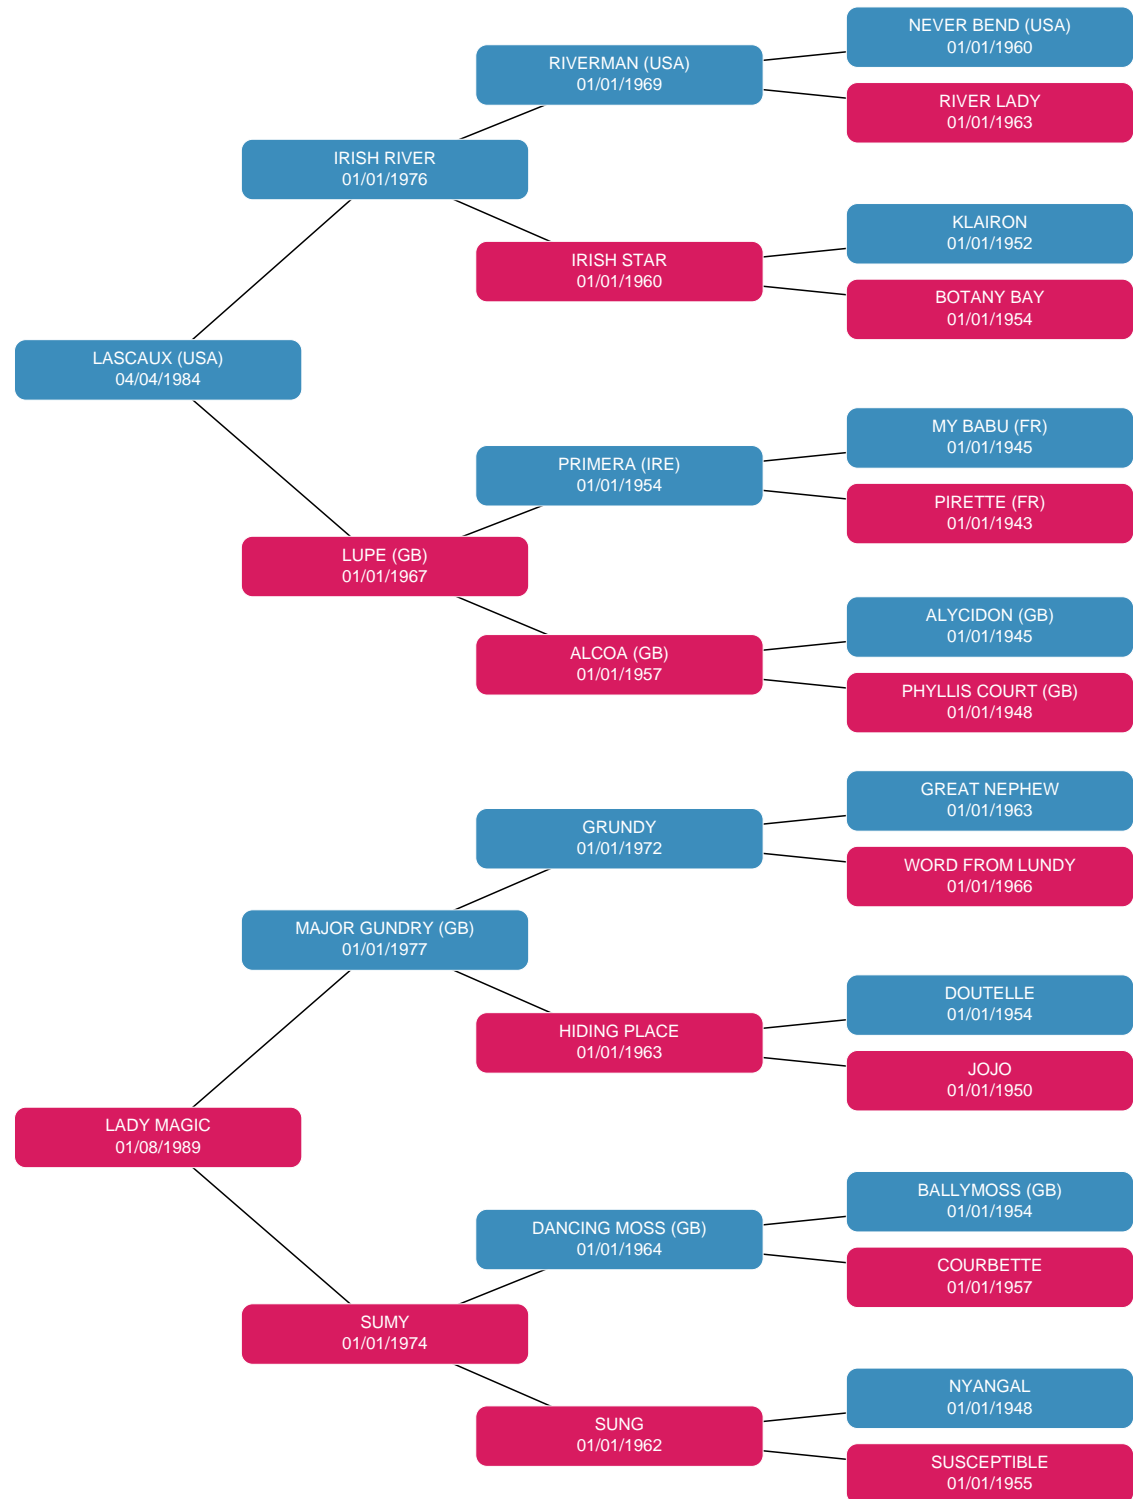 NEVER BEND (USA)
01/01/1960
RIVERMAN (USA)
01/01/1969
RIVER LADY
01/01/1963
IRISH RIVER
01/01/1976
KLAIRON
01/01/1952
IRISH STAR
01/01/1960
BOTANY BAY
01/01/1954
LASCAUX (USA)
04/04/1984
MY BABU (FR)
01/01/1945
PRIMERA (IRE)
01/01/1954
PIRETTE (FR)
01/01/1943
LUPE (GB)
01/01/1967
ALYCIDON (GB)
01/01/1945
ALCOA (GB)
01/01/1957
PHYLLIS COURT (GB)
01/01/1948
GREAT NEPHEW
01/01/1963
GRUNDY
01/01/1972
WORD FROM LUNDY
01/01/1966
MAJOR GUNDRY (GB)
01/01/1977
DOUTELLE
01/01/1954
HIDING PLACE
01/01/1963
JOJO
01/01/1950
LADY MAGIC
01/08/1989
BALLYMOSS (GB)
01/01/1954
DANCING MOSS (GB)
01/01/1964
COURBETTE
01/01/1957
SUMY
01/01/1974
NYANGAL
01/01/1948
SUNG
01/01/1962
SUSCEPTIBLE
01/01/1955